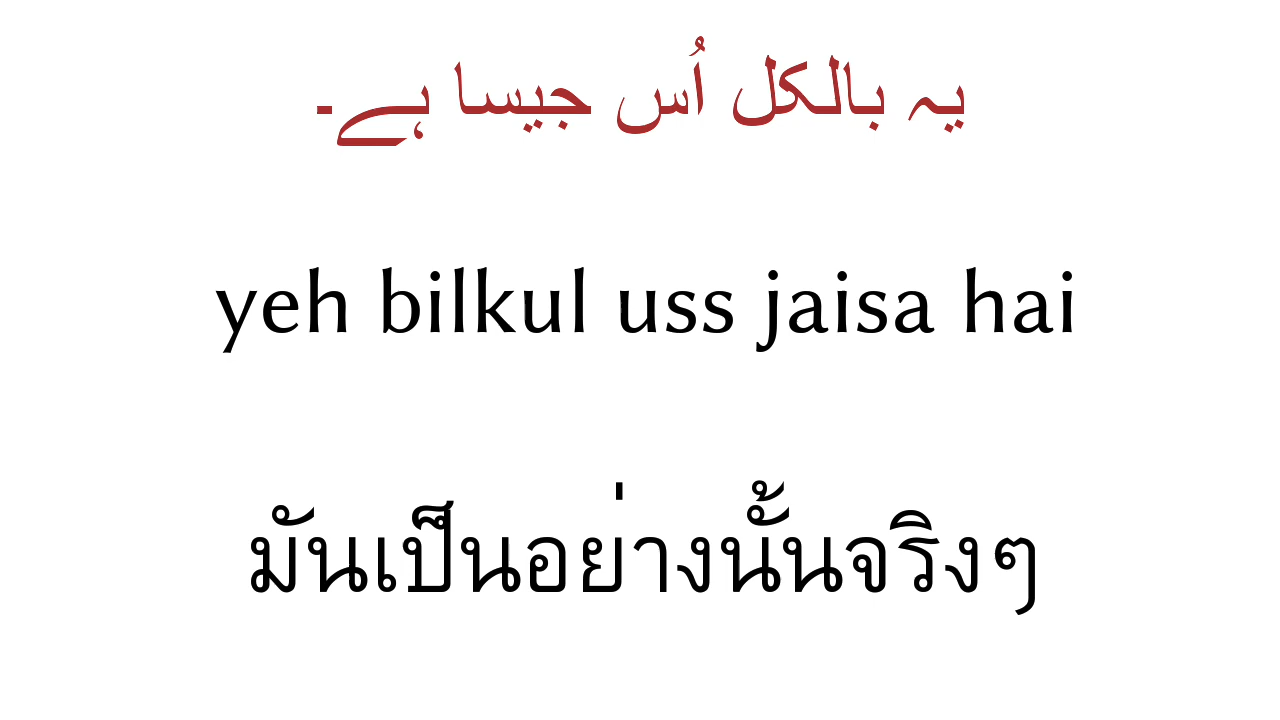 یہ بالکل اُس جیسا ہے۔
yeh bilkul uss jaisa hai
มันเป็นอย่างนั้นจริงๆ